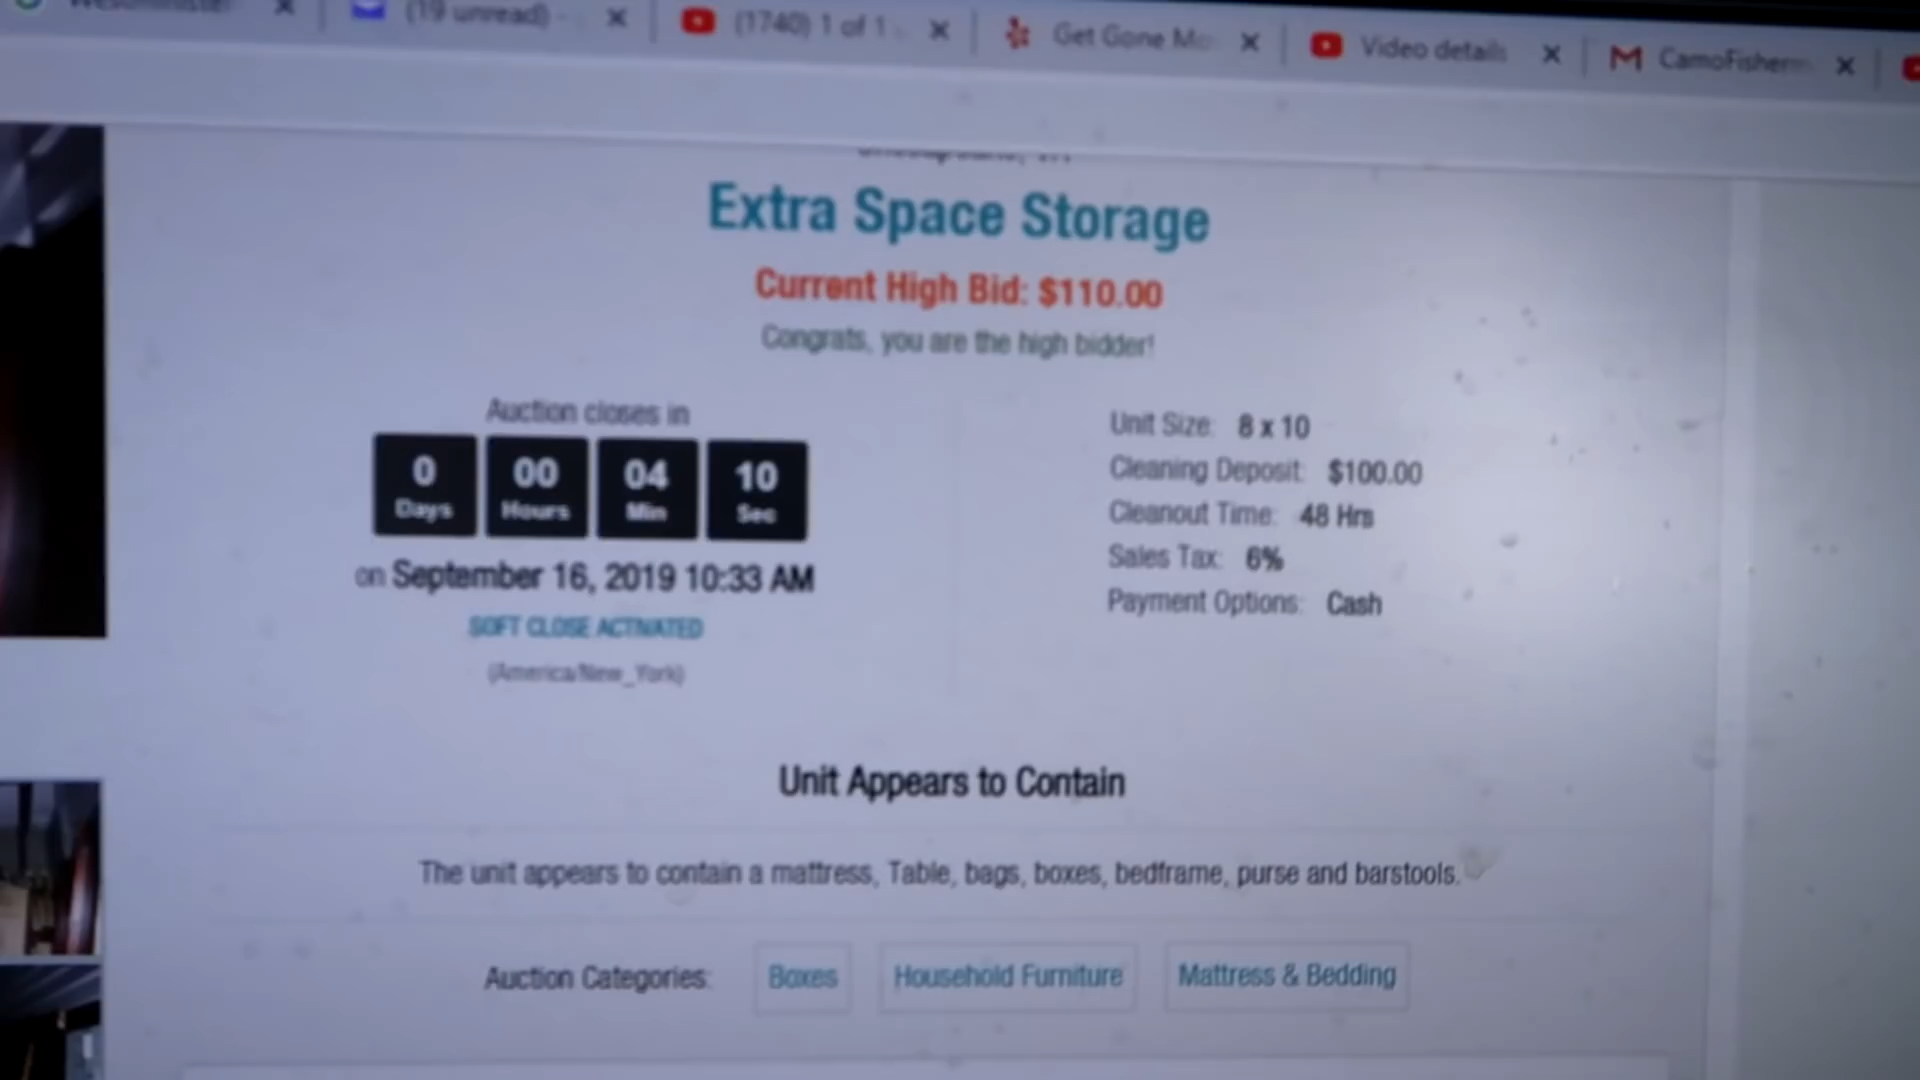 (19 unread) -
(1740) 1 of 1 -
Get Gone Mo
Video details
CamoFisherm
Extra Space Storage
Current High Bid: $110.00
Congrats, you are the high bidder!
Auction closes in
0 00 04 10
Days Hours Min Sec
on September 16, 2019 10:33 AM
SOFT CLOSE ACTIVATED
(America/New_York)
Unit Size: 8 x 10
Cleaning Deposit: $100.00
Cleanout Time: 48 Hrs
Sales Tax: 6%
Payment Options: Cash
Unit Appears to Contain
The unit appears to contain a mattress, Table, bags, boxes, bedframe, purse and barstools.
Auction Categories: Boxes Household Furniture Mattress & Bedding